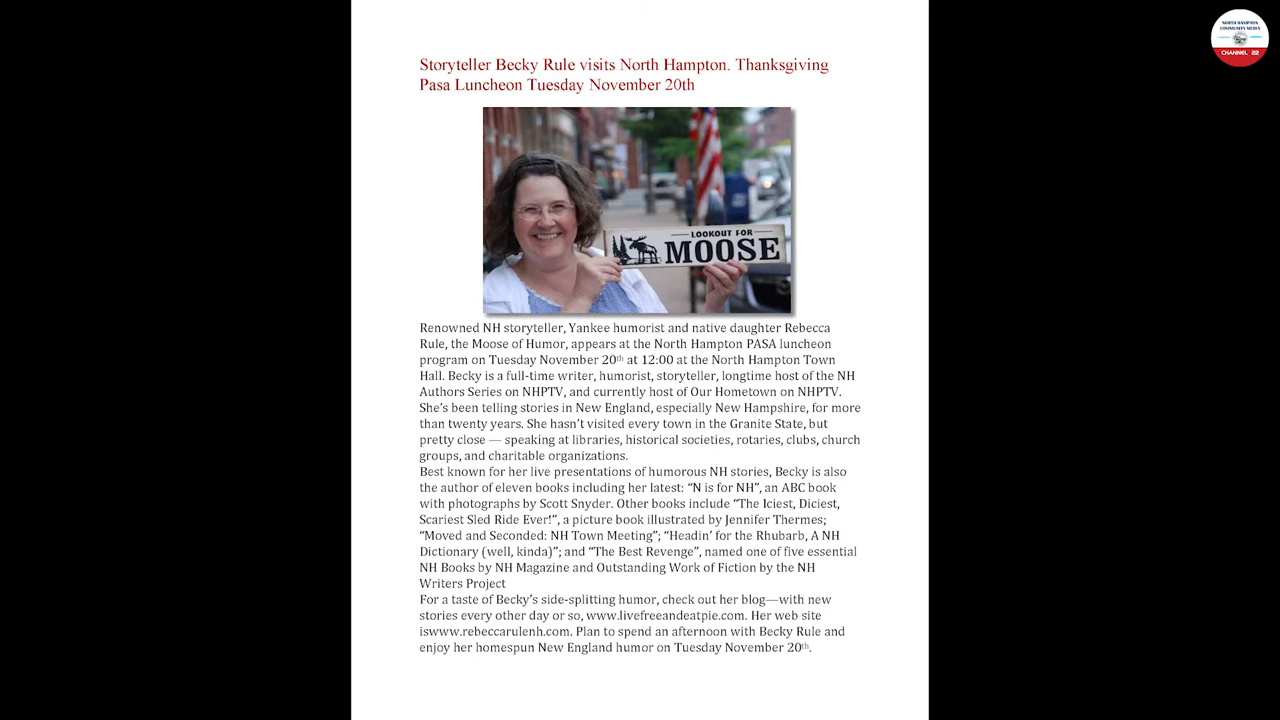 NORTH HAMPTON
COMMUNITY MEDIA
CHANNEL 22
Storyteller Becky Rule visits North Hampton. Thanksgiving
Pasa Luncheon Tuesday November 20th
LOOKOUT FOR
MOOSE
Renowned NH storyteller, Yankee humorist and native daughter Rebecca
Rule, the Moose of Humor, appears at the North Hampton PASA luncheon
program on Tuesday November 20th at 12:00 at the North Hampton Town
Hall. Becky is a full-time writer, humorist, storyteller, longtime host of the NH
Authors Series on NHPTV, and currently host of Our Hometown on NHPTV.
She's been telling stories in New England, especially New Hampshire, for more
than twenty years. She hasn't visited every town in the Granite State, but
pretty close — speaking at libraries, historical societies, rotaries, clubs, church
groups, and charitable organizations.
Best known for her live presentations of humorous NH stories, Becky is also
the author of eleven books including her latest: "N is for NH", an ABC book
with photographs by Scott Snyder. Other books include "The Iciest, Diciest,
Scariest Sled Ride Ever!", a picture book illustrated by Jennifer Thermes;
"Moved and Seconded: NH Town Meeting"; "Headin' for the Rhubarb, A NH
Dictionary (well, kinda)"; and "The Best Revenge", named one of five essential
NH Books by NH Magazine and Outstanding Work of Fiction by the NH
Writers Project
For a taste of Becky's side-splitting humor, check out her blog—with new
stories every other day or so, www.livefreeandeatpie.com. Her web site
iswww.rebeccarulenh.com. Plan to spend an afternoon with Becky Rule and
enjoy her homespun New England humor on Tuesday November 20th.